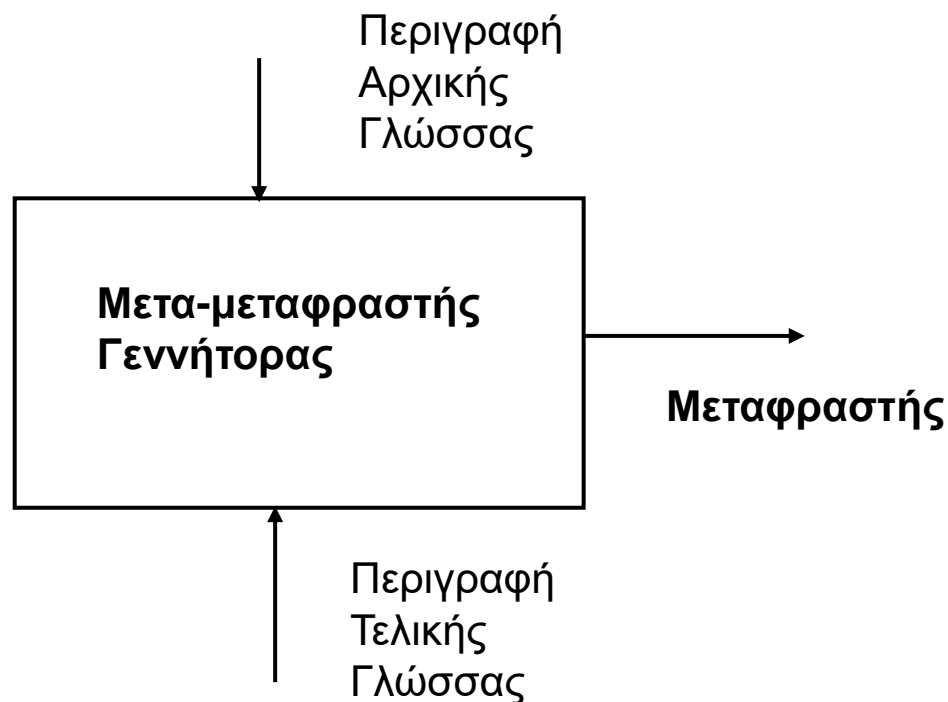 Περιγραφή
Αρχικής
Γλώσσας
Μετα-μεταφραστής
Γεννήτορας
Μεταφραστής
Περιγραφή
Τελικής
Γλώσσας